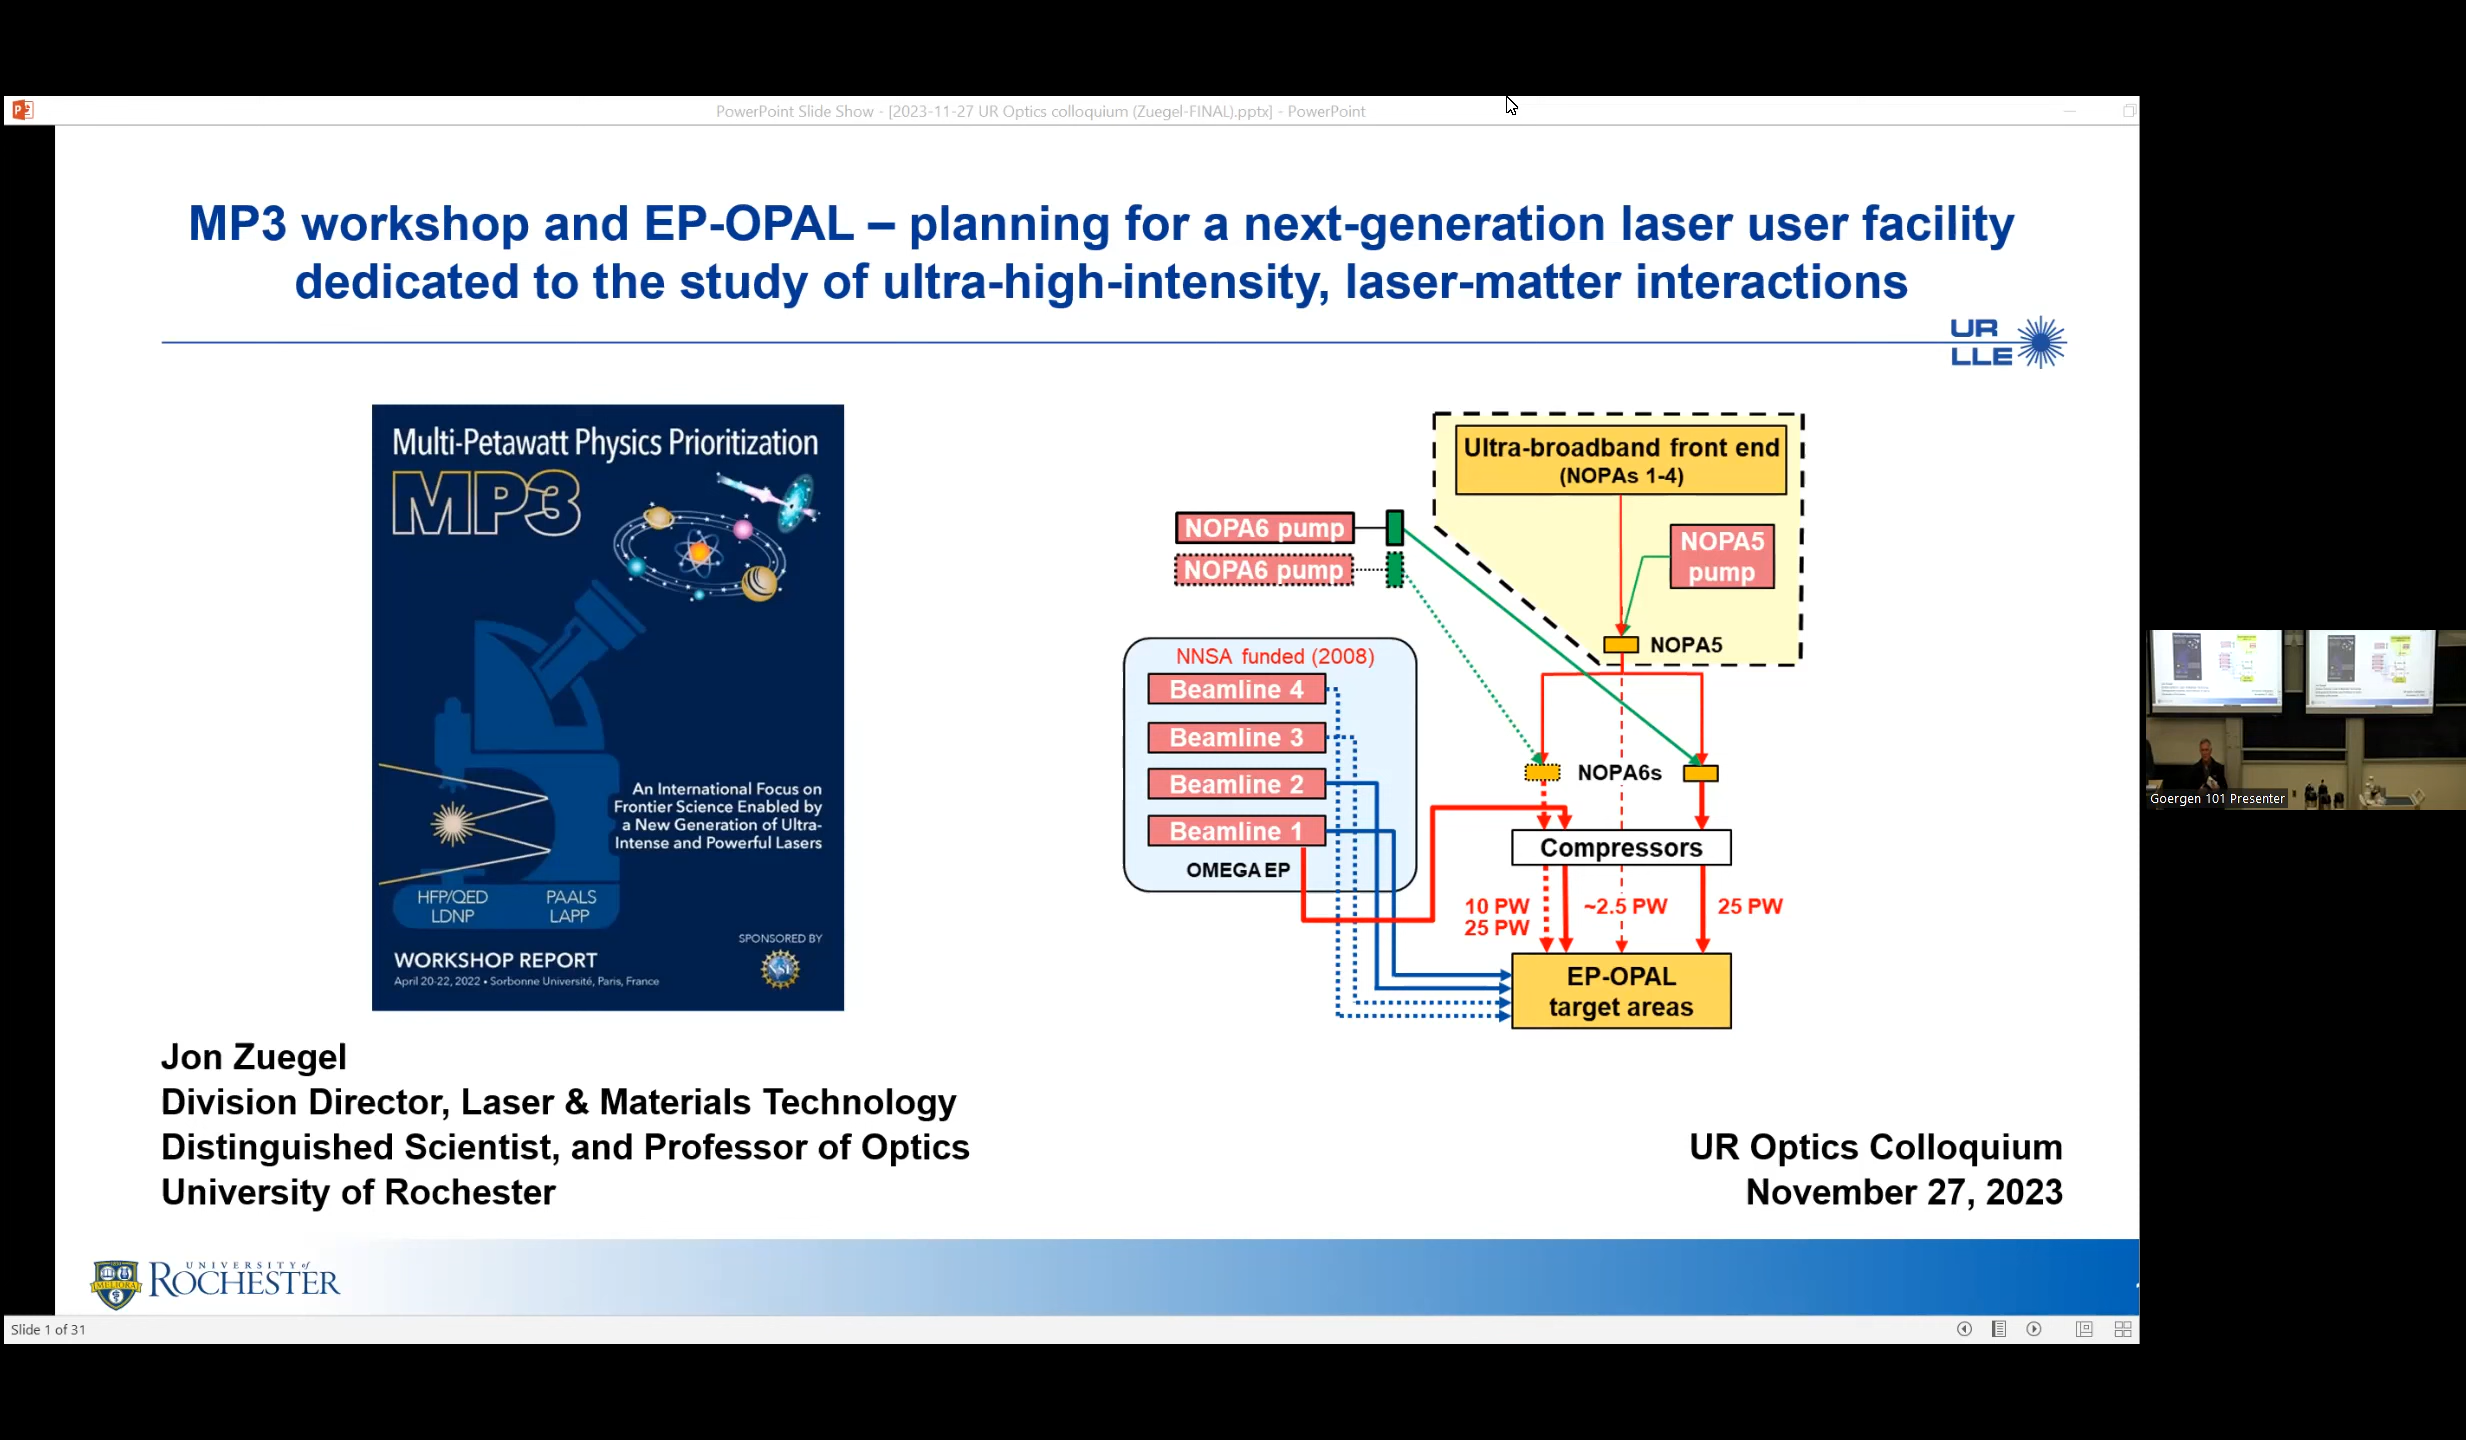 PowerPoint Slide Show - [2023-11-27 UR Optics colloquium (Zuegel-FINAL).pptx] - PowerPoint
MP3 workshop and EP-OPAL – planning for a next-generation laser user facility
dedicated to the study of ultra-high-intensity, laser-matter interactions
UR
LLE
Multi-Petawatt Physics Prioritization
MP3
An International Focus on
Frontier Science Enabled by
a New Generation of Ultra-
Intense and Powerful Lasers
HFP/QED
LDNP
PAALS
LAPP
SPONSORED BY
NSF
WORKSHOP REPORT
April 20-22, 2022 • Sorbonne Université, Paris, France
Ultra-broadband front end
(NOPAs 1-4)
NOPA6 pump
NOPA6 pump
NOPA5
pump
NOPA5
NNSA funded (2008)
Beamline 4
Beamline 3
Beamline 2
Beamline 1
OMEGA EP
NOPA6s
Compressors
10 PW
25 PW
~2.5 PW
25 PW
EP-OPAL
target areas
Jon Zuegel
Division Director, Laser & Materials Technology
Distinguished Scientist, and Professor of Optics
University of Rochester
UR Optics Colloquium
November 27, 2023
MELIORA
UNIVERSITY of
ROCHESTER
Slide 1 of 31
Goergen 101 Presenter